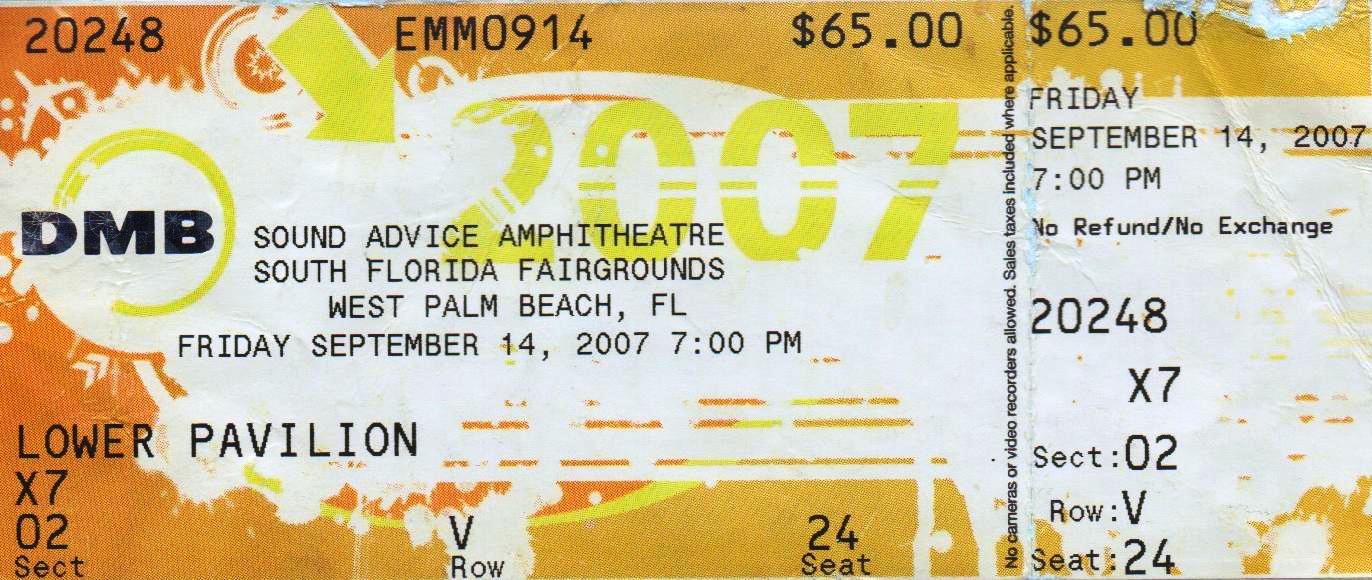 20248 EMM0914 $65.00
2007
DMB
SOUND ADVICE AMPHITHEATRE
SOUTH FLORIDA FAIRGROUNDS
WEST PALM BEACH, FL
FRIDAY SEPTEMBER 14, 2007 7:00 PM
LOWER PAVILION
X7
02 V 24
Sect Row Seat
No cameras or video recorders allowed. Sales taxes included where applicable.
$65.00
FRIDAY
SEPTEMBER 14, 2007
7:00 PM
No Refund/No Exchange
20248
X7
Sect:02
Row:V
Seat:24